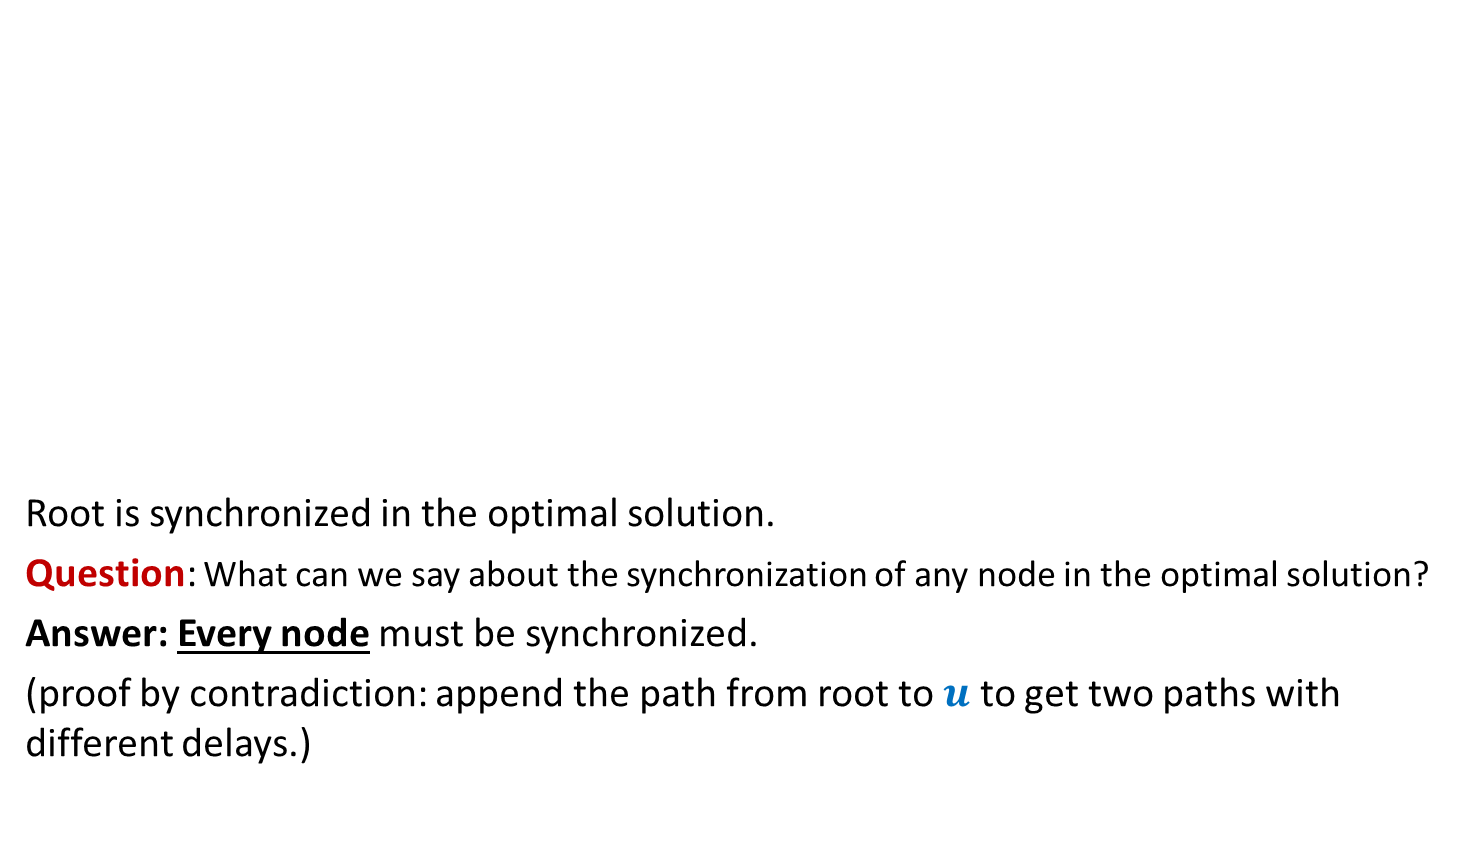 Root is synchronized in the optimal solution.
Question: What can we say about the synchronization of any node in the optimal solution?
Answer: Every node must be synchronized.
(proof by contradiction: append the path from root to u to get two paths with
different delays.)